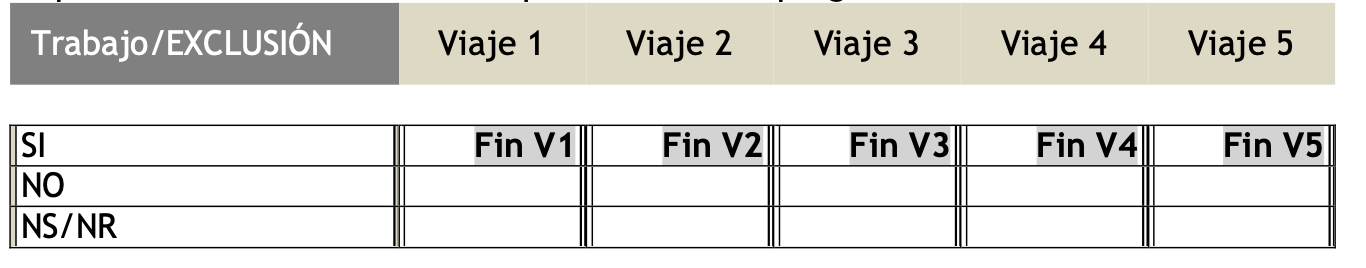 Trabajo/EXCLUSIÓN Viaje 1 Viaje 2 Viaje 3 Viaje 4 Viaje 5
SI Fin V1 Fin V2 Fin V3 Fin V4 Fin V5
NO
NS/NR